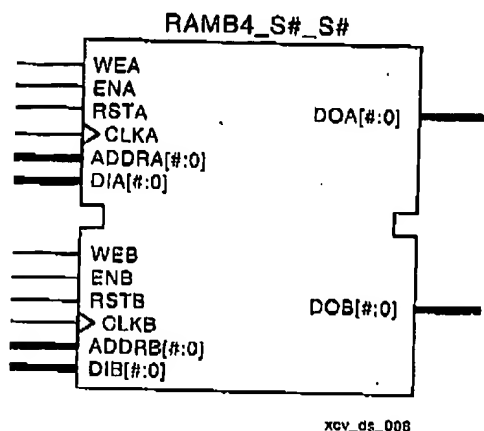 RAMB4_S#_S#
WEA
ENA
RSTA
CLKA
ADDRA[#:0]
DIA[#:0]
DOA[#:0]
WEB
ENB
RSTB
CLKB
ADDRB[#:0]
DIB[#:0]
DOB[#:0]
xcv_ds_008